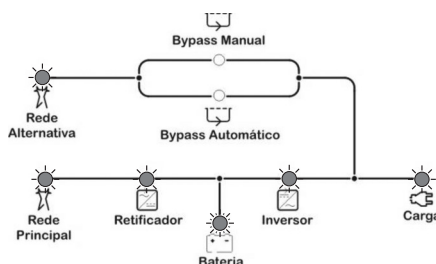 Bypass Manual
Rede
Alternativa
Bypass Automático
Rede
Principal
Retificador
Inversor
Carga
Bateria